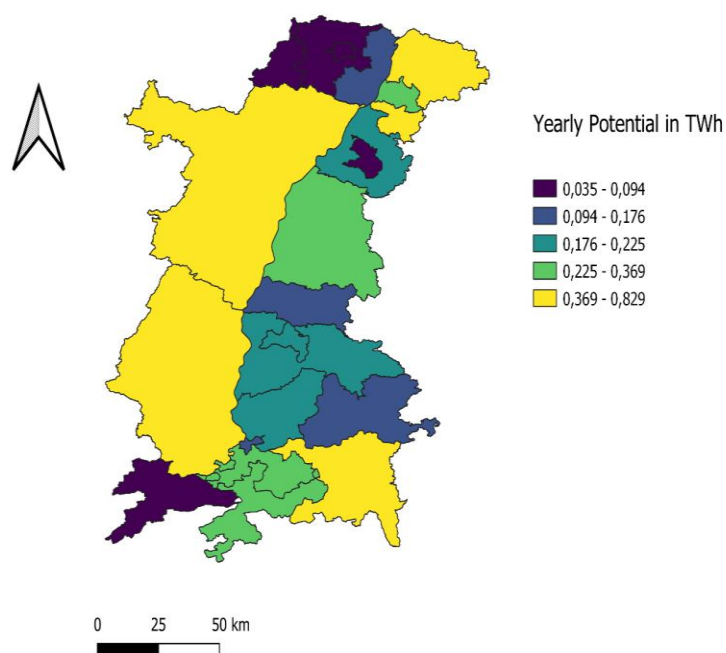 Yearly Potential in TWh
0,035 - 0,094
0,094 - 0,176
0,176 - 0,225
0,225 - 0,369
0,369 - 0,829
0 25 50 km